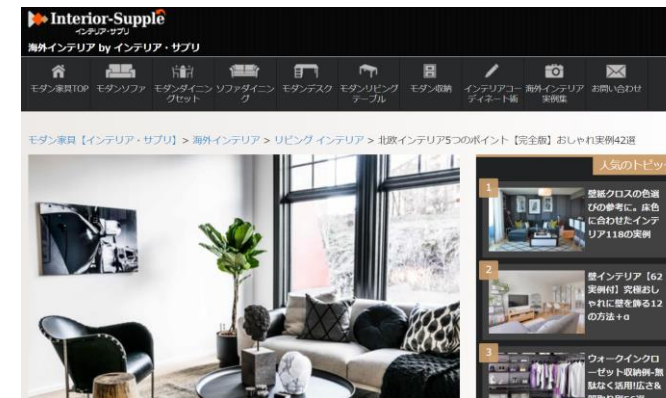 Interior-Supple
インテリア・サプリ
海外インテリア by インテリア・サプリ
モダン家具TOP モダンソファ モダンダイニングセット ソファダイニング モダンデスク モダンリビングテーブル モダン収納 インテリアコーディネート術 海外インテリア実例集 お問い合わせ
モダン家具【インテリア・サプリ】 > 海外インテリア > リビング インテリア > 北欧インテリア5つのポイント【完全版】おしゃれ実例42選
人気のトピッ
1
壁紙クロスの色選
びの参考に。床色
に合わせたインテ
リア118の実例
2
壁インテリア【62
実例付】究極おし
ゃれに壁を飾る12
の方法+α
3
ウォークインクロ
ーゼット収納例-無
駄なく活用!広さ&